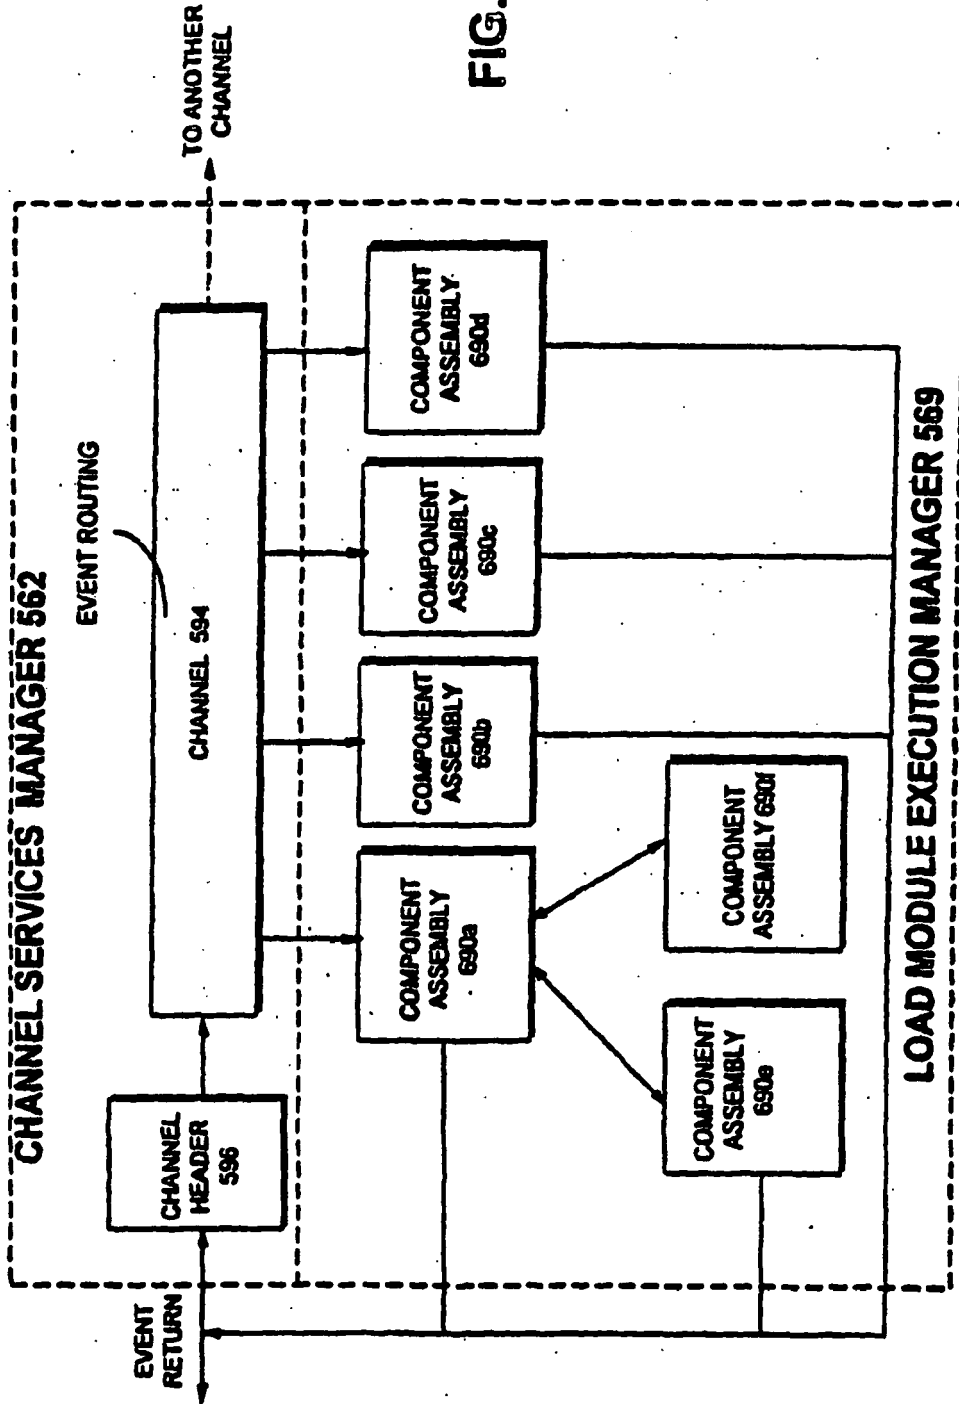 CHANNEL SERVICES MANAGER 562
EVENT ROUTING
EVENT
RETURN
CHANNEL
HEADER
596
CHANNEL 594
TO ANOTHER
CHANNEL
COMPONENT
ASSEMBLY
690a
COMPONENT
ASSEMBLY
690b
COMPONENT
ASSEMBLY
690c
COMPONENT
ASSEMBLY
690d
COMPONENT
ASSEMBLY
690e
COMPONENT
ASSEMBLY 690f
LOAD MODULE EXECUTION MANAGER 569
FIG.